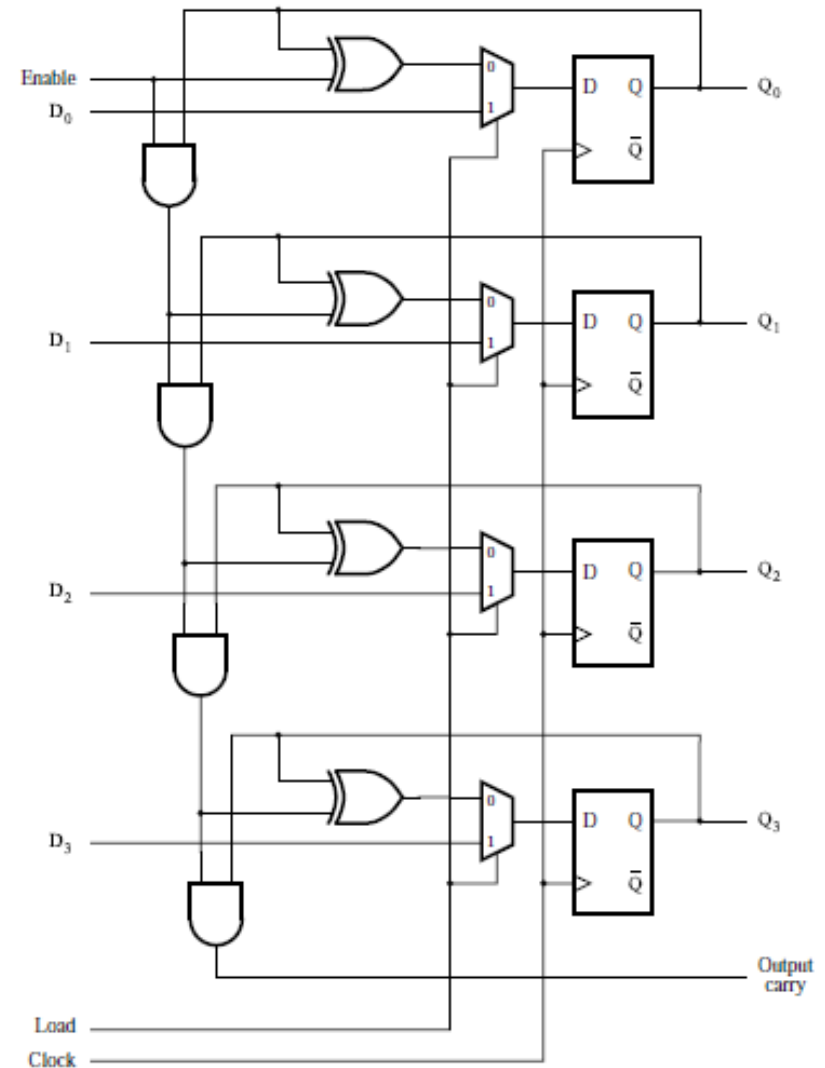 0
Enable
D Q Q₀
D₀
1
Q̅
0
D Q Q₁
D₁
1
Q̅
0
D Q Q₂
D₂
1
Q̅
0
D Q Q₃
D₃
1
Q̅
Output
carry
Load
Clock